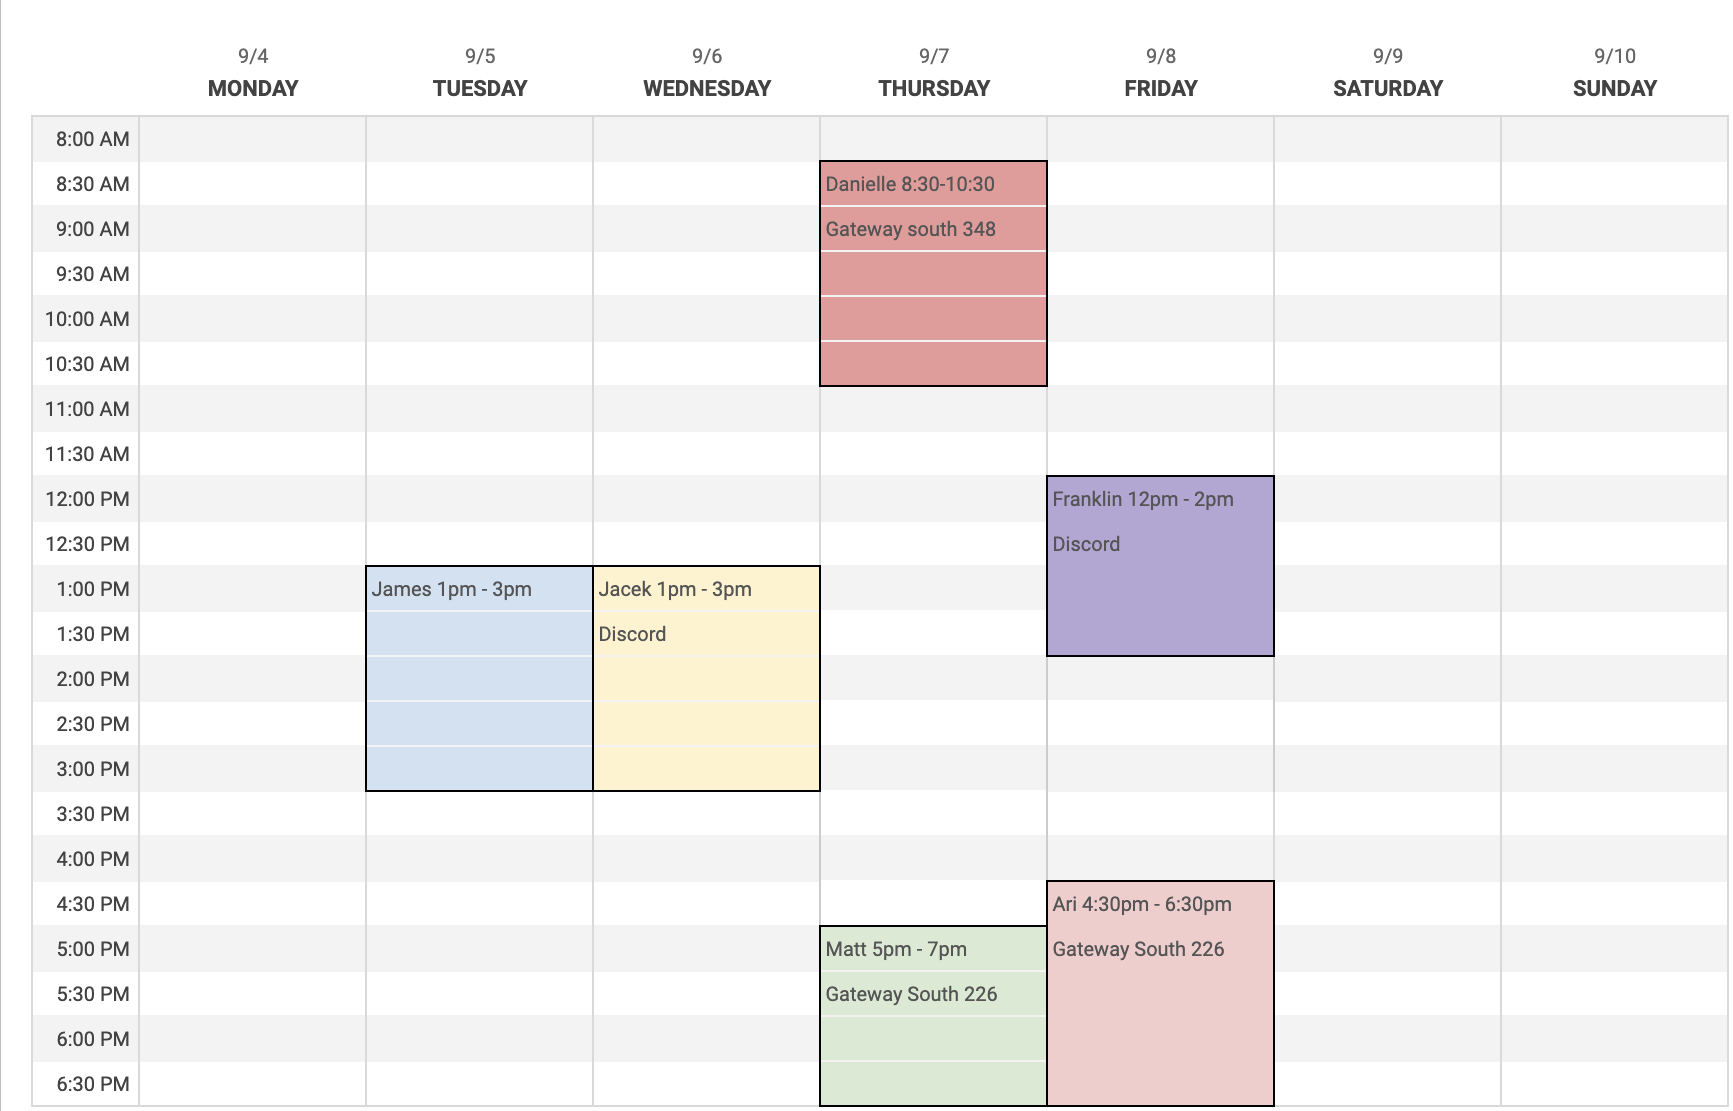 9/4 9/5 9/6 9/7 9/8 9/9 9/10
MONDAY TUESDAY WEDNESDAY THURSDAY FRIDAY SATURDAY SUNDAY
8:00 AM
8:30 AM Danielle 8:30-10:30
9:00 AM Gateway south 348
9:30 AM
10:00 AM
10:30 AM
11:00 AM
11:30 AM
12:00 PM Franklin 12pm - 2pm
12:30 PM Discord
1:00 PM James 1pm - 3pm Jacek 1pm - 3pm
1:30 PM Discord
2:00 PM
2:30 PM
3:00 PM
3:30 PM
4:00 PM
4:30 PM Ari 4:30pm - 6:30pm
5:00 PM Matt 5pm - 7pm Gateway South 226
5:30 PM Gateway South 226
6:00 PM
6:30 PM